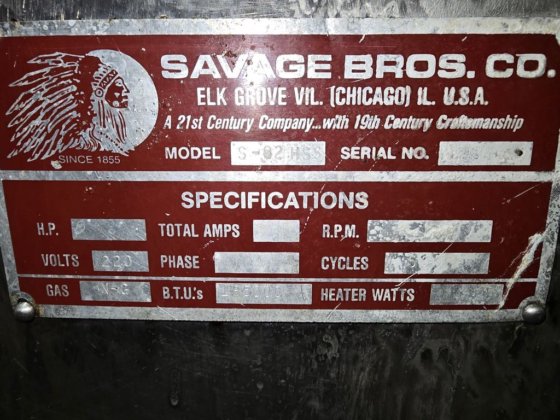 SAVAGE BROS. CO.
ELK GROVE VIL. (CHICAGO) IL. U.S.A.
A 21st Century Company...with 19th Century Craftmanship
SINCE 1855
MODEL SERIAL NO.
SPECIFICATIONS
H.P. TOTAL AMPS R.P.M.
VOLTS 220 PHASE CYCLES
GAS B.T.U.'s HEATER WATTS